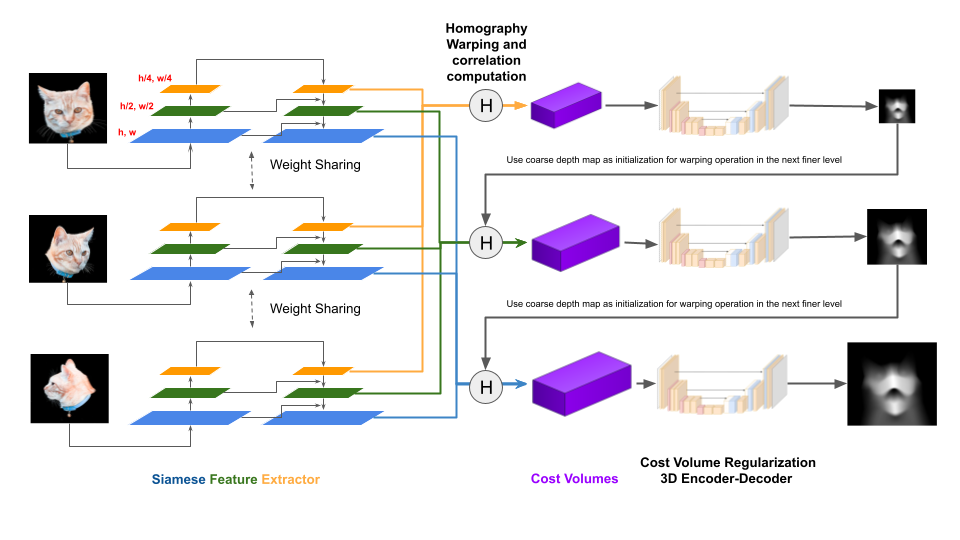 Homography
Warping and
correlation
computation
h/4, w/4
h/2, w/2
h, w
H
Use coarse depth map as initialization for warping operation in the next finer level
Weight Sharing
H
Use coarse depth map as initialization for warping operation in the next finer level
Weight Sharing
H
Siamese Feature Extractor
Cost Volumes
Cost Volume Regularization
3D Encoder-Decoder